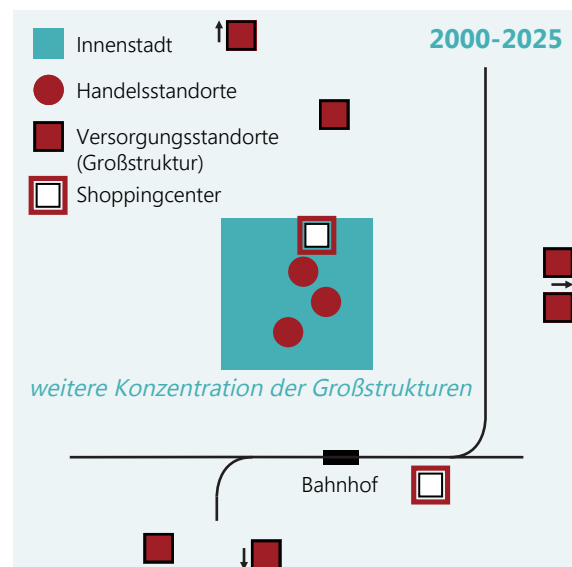 2000-2025
Innenstadt
Handelsstandorte
Versorgungsstandorte
(Großstruktur)
Shoppingcenter
weitere Konzentration der Großstrukturen
Bahnhof